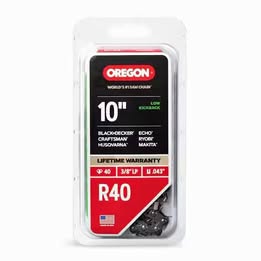 OREGON
WORLD'S #1 SAW CHAIN
10"
LOW
KICKBACK
BLACK+DECKER
CRAFTSMAN
HUSQVARNA
ECHO
RYOBI
MAKITA
LIFETIME WARRANTY
40 3/8" LP .043"
R40